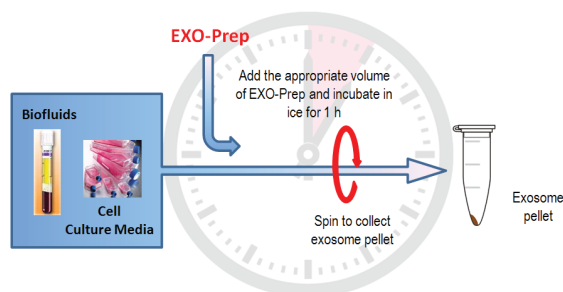 EXO-Prep
Add the appropriate volume
of EXO-Prep and incubate in
ice for 1 h
Biofluids
Cell
Culture Media
Spin to collect
exosome pellet
Exosome
pellet